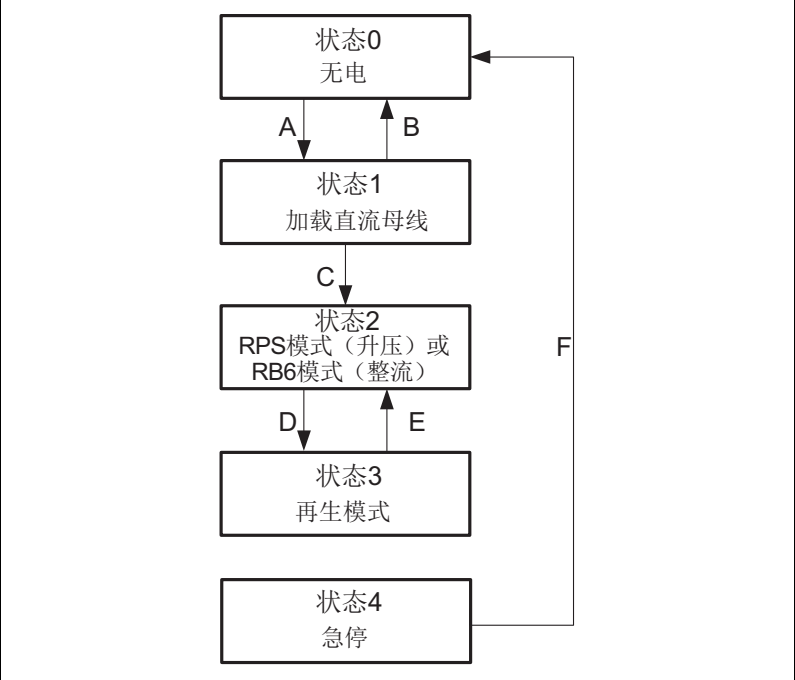 状态0
无电
A
B
状态1
加载直流母线
C
状态2
RPS模式（升压）或
RB6模式（整流）
F
D
E
状态3
再生模式
状态4
急停